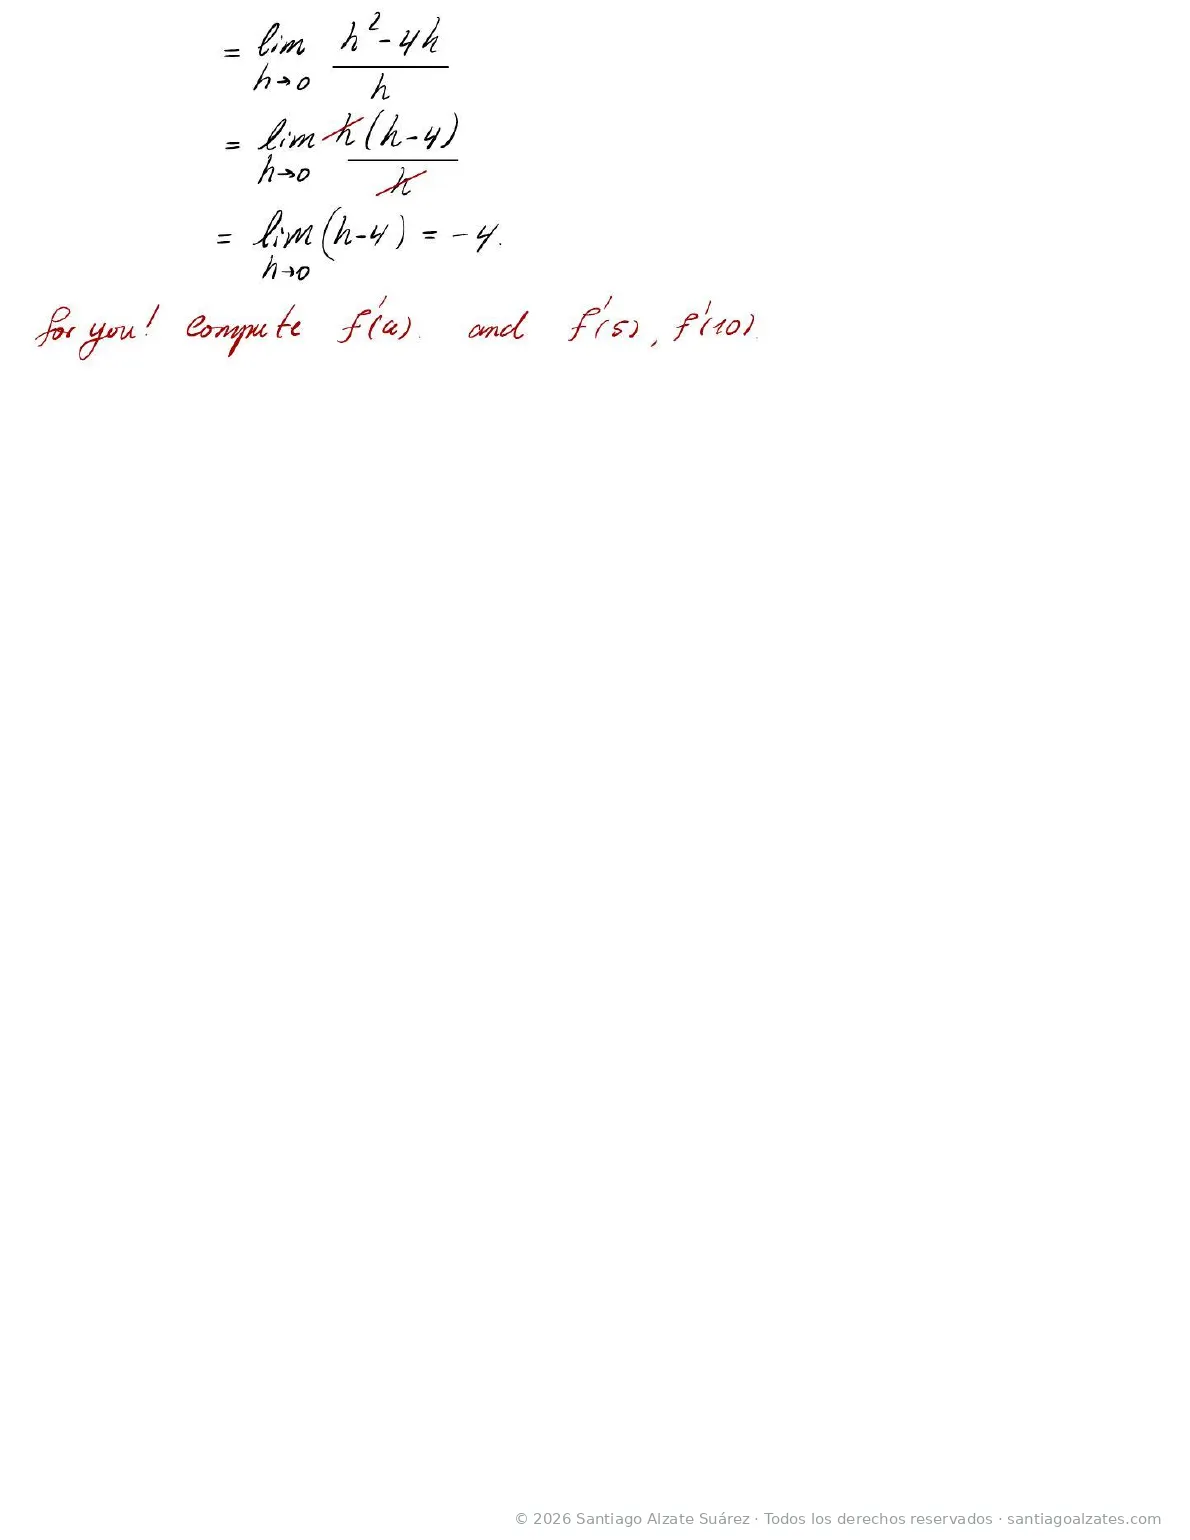 = lim h²-4h / h
h→0
= lim h(h-4) / h
h→0
= lim (h-4) = -4.
h→0
for you! Compute f'(a). and f'(5), f'(10).
© 2026 Santiago Alzate Suárez · Todos los derechos reservados · santiagoalzates.com